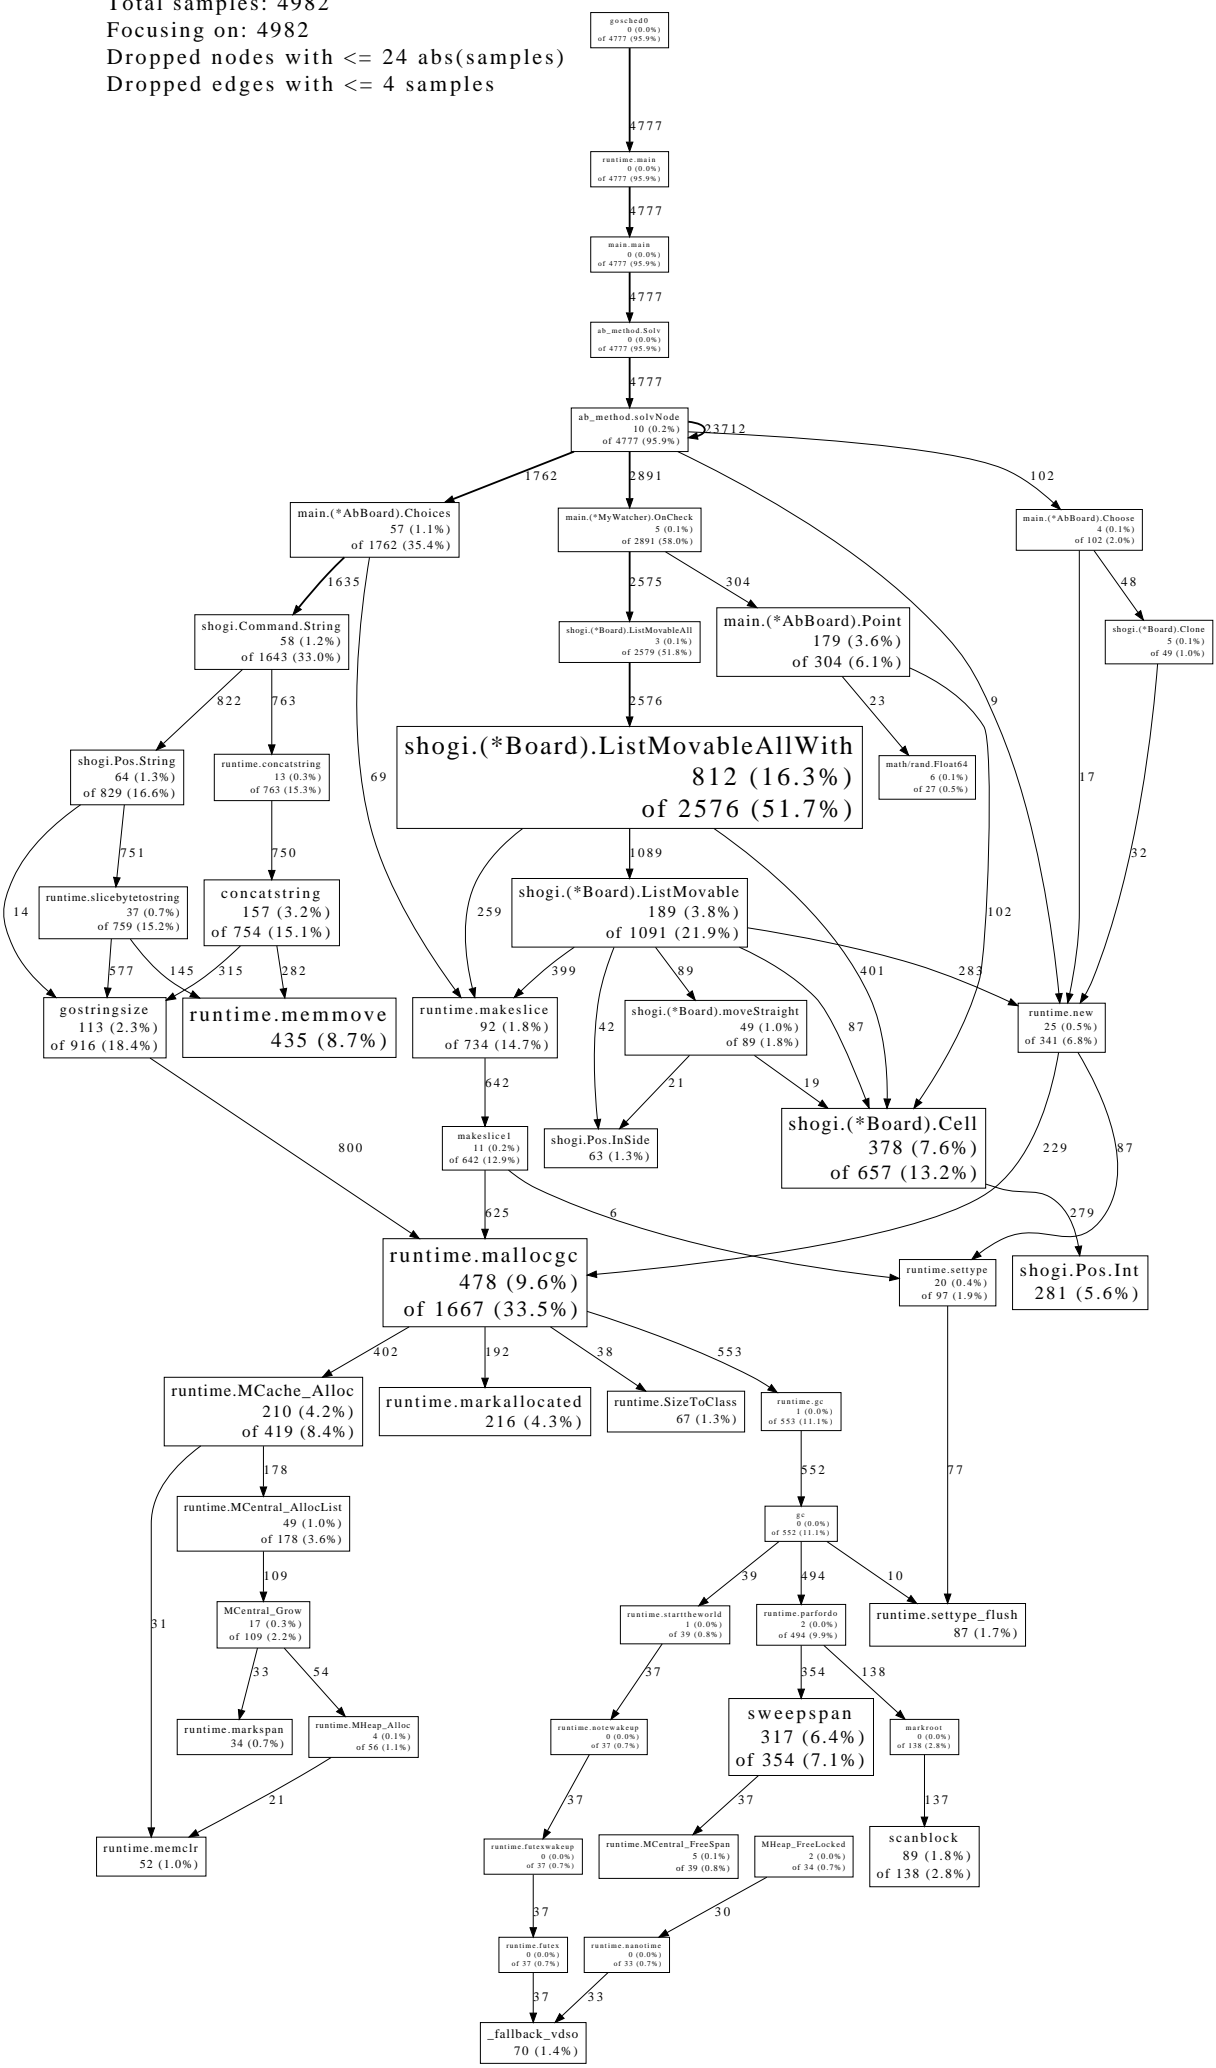 Total samples: 4982
Focusing on: 4982
Dropped nodes with <= 24 abs(samples)
Dropped edges with <= 4 samples
gosched0
0 (0.0%)
of 4777 (95.9%)
4777
runtime.main
0 (0.0%)
of 4777 (95.9%)
4777
main.main
0 (0.0%)
of 4777 (95.9%)
4777
ab_method.Solv
0 (0.0%)
of 4777 (95.9%)
4777
ab_method.solvNode
10 (0.2%)
of 4777 (95.9%)
23712
1762
2891
102
9
main.(*AbBoard).Choices
57 (1.1%)
of 1762 (35.4%)
main.(*MyWatcher).OnCheck
5 (0.1%)
of 2891 (58.0%)
main.(*AbBoard).Choose
4 (0.1%)
of 102 (2.0%)
1635
69
2575
304
48
17
shogi.Command.String
58 (1.2%)
of 1643 (33.0%)
shogi.(*Board).ListMovableAll
3 (0.1%)
of 2579 (51.8%)
main.(*AbBoard).Point
179 (3.6%)
of 304 (6.1%)
shogi.(*Board).Clone
5 (0.1%)
of 49 (1.0%)
822
763
2576
23
102
32
shogi.Pos.String
64 (1.3%)
of 829 (16.6%)
runtime.concatstring
13 (0.3%)
of 763 (15.3%)
shogi.(*Board).ListMovableAllWith
812 (16.3%)
of 2576 (51.7%)
math/rand.Float64
6 (0.1%)
of 27 (0.5%)
14
751
750
259
1089
401
runtime.slicebytetostring
37 (0.7%)
of 759 (15.2%)
concatstring
157 (3.2%)
of 754 (15.1%)
shogi.(*Board).ListMovable
189 (3.8%)
of 1091 (21.9%)
577
145
315
282
399
42
89
87
283
gostringsize
113 (2.3%)
of 916 (18.4%)
runtime.memmove
435 (8.7%)
runtime.makeslice
92 (1.8%)
of 734 (14.7%)
shogi.(*Board).moveStraight
49 (1.0%)
of 89 (1.8%)
runtime.new
25 (0.5%)
of 341 (6.8%)
800
642
21
19
229
87
makeslice1
11 (0.2%)
of 642 (12.9%)
shogi.Pos.InSide
63 (1.3%)
shogi.(*Board).Cell
378 (7.6%)
of 657 (13.2%)
625
6
279
runtime.mallocgc
478 (9.6%)
of 1667 (33.5%)
runtime.settype
20 (0.4%)
of 97 (1.9%)
shogi.Pos.Int
281 (5.6%)
402
192
38
553
77
runtime.MCache_Alloc
210 (4.2%)
of 419 (8.4%)
runtime.markallocated
216 (4.3%)
runtime.SizeToClass
67 (1.3%)
runtime.gc
1 (0.0%)
of 553 (11.1%)
31
178
552
runtime.MCentral_AllocList
49 (1.0%)
of 178 (3.6%)
gc
0 (0.0%)
of 552 (11.1%)
109
39
494
10
MCentral_Grow
17 (0.3%)
of 109 (2.2%)
runtime.starttheworld
1 (0.0%)
of 39 (0.8%)
runtime.parfordo
2 (0.0%)
of 494 (9.9%)
runtime.settype_flush
87 (1.7%)
33
54
37
354
138
runtime.markspan
34 (0.7%)
runtime.MHeap_Alloc
4 (0.1%)
of 56 (1.1%)
runtime.notewakeup
0 (0.0%)
of 37 (0.7%)
sweepspan
317 (6.4%)
of 354 (7.1%)
markroot
0 (0.0%)
of 138 (2.8%)
21
37
37
137
runtime.memclr
52 (1.0%)
runtime.futexwakeup
0 (0.0%)
of 37 (0.7%)
runtime.MCentral_FreeSpan
5 (0.1%)
of 39 (0.8%)
MHeap_FreeLocked
2 (0.0%)
of 34 (0.7%)
scanblock
89 (1.8%)
of 138 (2.8%)
37
30
runtime.futex
0 (0.0%)
of 37 (0.7%)
runtime.nanotime
0 (0.0%)
of 33 (0.7%)
37
33
_fallback_vdso
70 (1.4%)